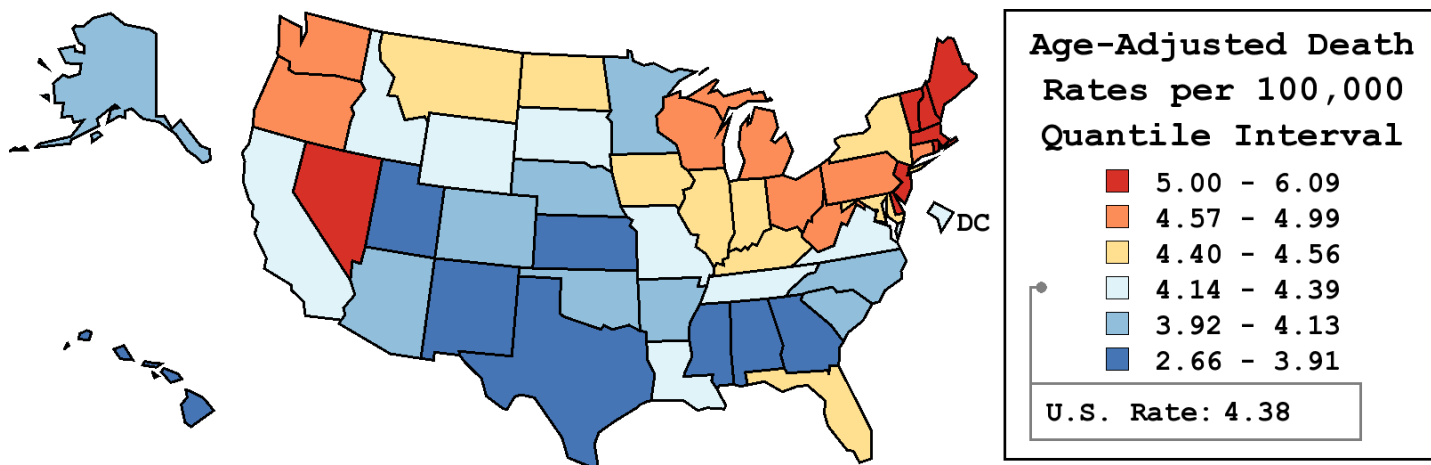 Age-Adjusted Death
Rates per 100,000
Quantile Interval
5.00 - 6.09
4.57 - 4.99
4.40 - 4.56
4.14 - 4.39
3.92 - 4.13
2.66 - 3.91
U.S. Rate: 4.38
DC